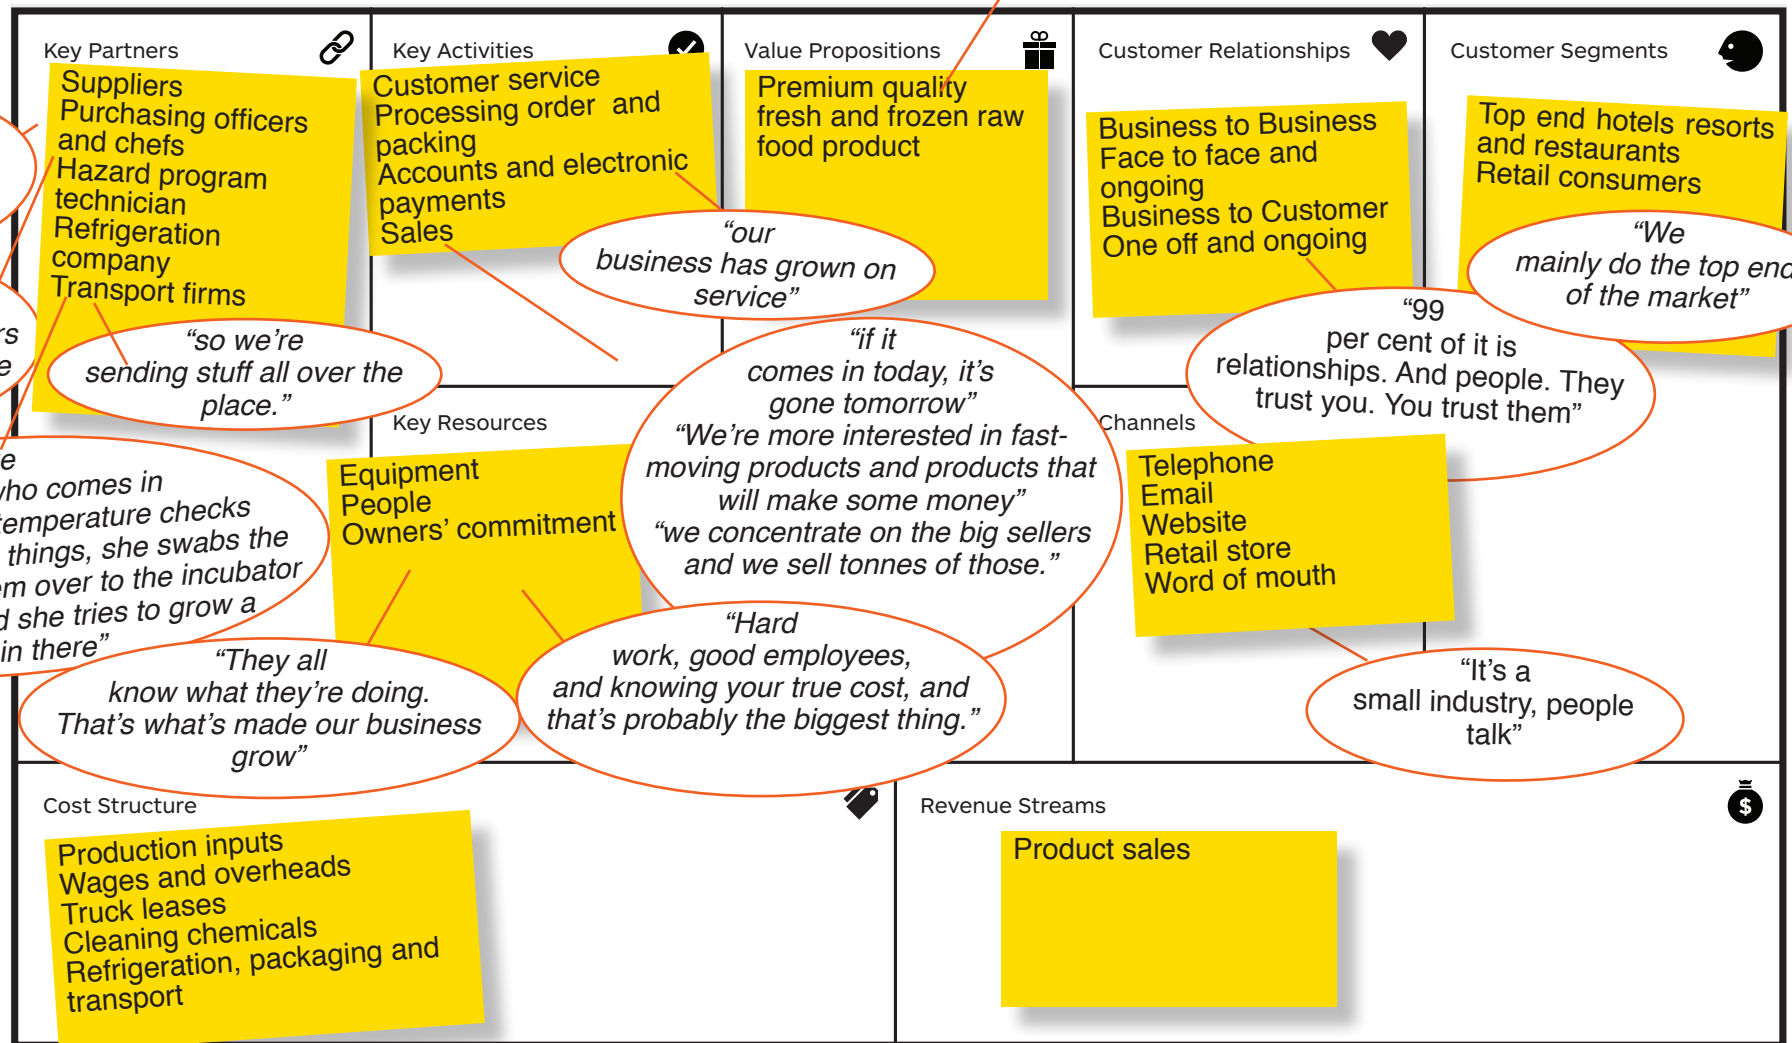 Key Partners
Suppliers
Purchasing officers
and chefs
Hazard program
technician
Refrigeration
company
Transport firms
“so we’re
sending stuff all over the
place.”
who comes in
temperature checks
things, she swabs the
over to the incubator
she tries to grow a
in there”
Key Activities
Customer service
Processing order and
packing
Accounts and electronic
payments
Sales
“our
business has grown on
service”
Key Resources
Equipment
People
Owners’ commitment
“They all
know what they’re doing.
That’s what’s made our business
grow”
“Hard
work, good employees,
and knowing your true cost, and
that’s probably the biggest thing.”
Value Propositions
Premium quality
fresh and frozen raw
food product
“if it
comes in today, it’s
gone tomorrow”
“We’re more interested in fast-
moving products and products that
will make some money”
“we concentrate on the big sellers
and we sell tonnes of those.”
Customer Relationships
Business to Business
Face to face and
ongoing
Business to Customer
One off and ongoing
“99
per cent of it is
relationships. And people. They
trust you. You trust them”
Channels
Telephone
Email
Website
Retail store
Word of mouth
“It’s a
small industry, people
talk”
Customer Segments
Top end hotels resorts
and restaurants
Retail consumers
“We
mainly do the top end
of the market”
Cost Structure
Production inputs
Wages and overheads
Truck leases
Cleaning chemicals
Refrigeration, packaging and
transport
Revenue Streams
$
Product sales